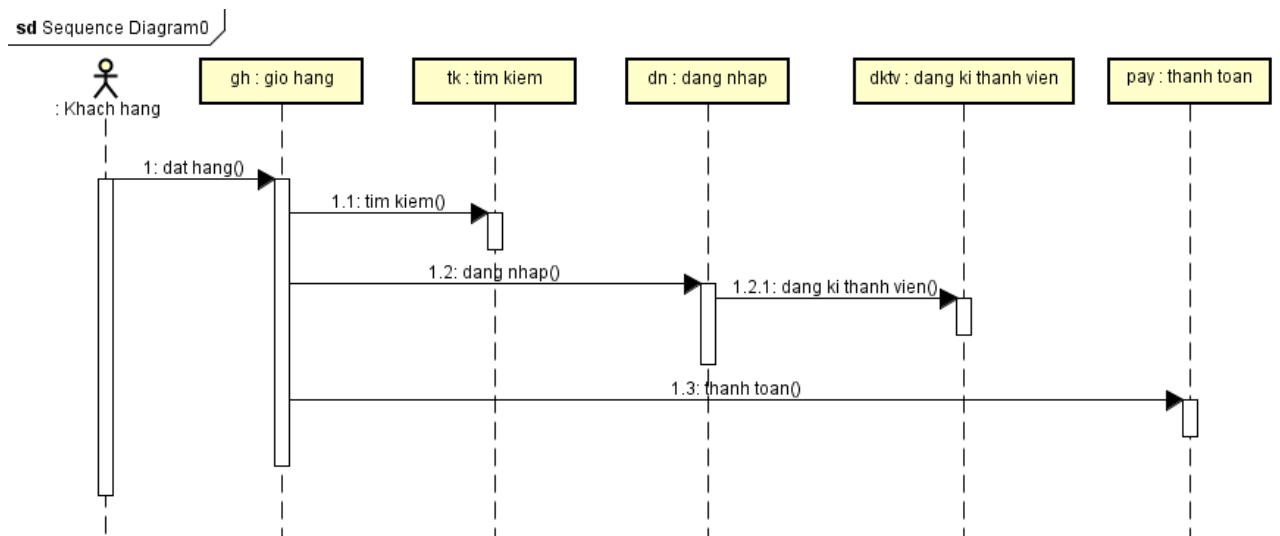 sd Sequence Diagram0
: Khach hang
gh : gio hang
tk : tim kiem
dn : dang nhap
dktv : dang ki thanh vien
pay : thanh toan
1: dat hang()
1.1: tim kiem()
1.2: dang nhap()
1.2.1: dang ki thanh vien()
1.3: thanh toan()